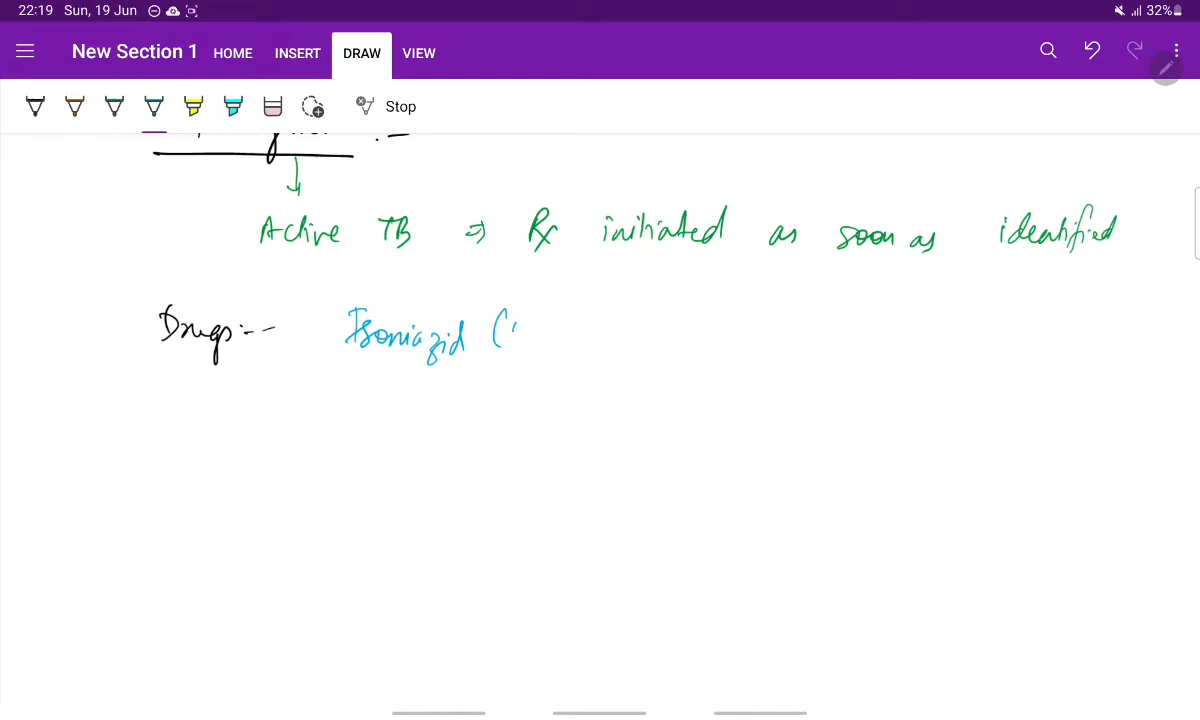 22:19 Sun, 19 Jun 32%
New Section 1 HOME INSERT DRAW VIEW
Stop
Active TB ⇒ Rx initiated as soon as identified
Drugs:-- Isoniazid (